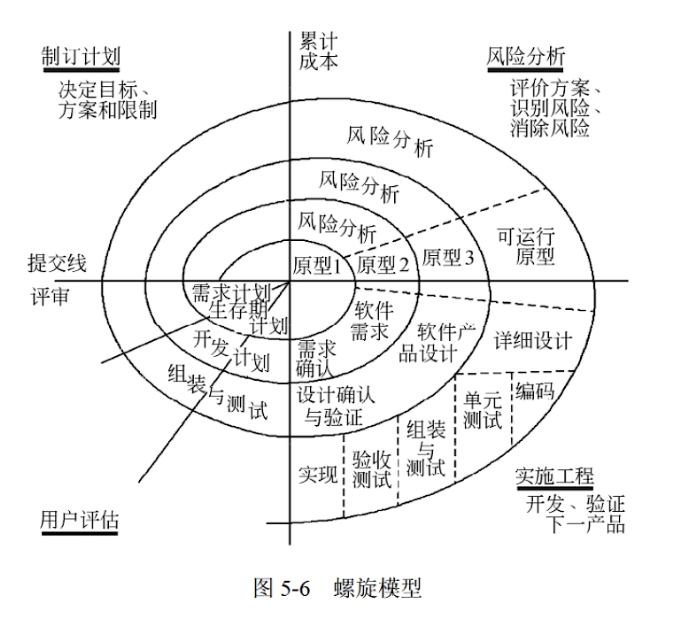 制订计划
决定目标、
方案和限制
累计
成本
风险分析
评价方案、
识别风险、
消除风险
风险分析
风险分析
风险分析
提交线
评审
原型1
原型2
原型3
可运行
原型
需求计划
生存期
计划
开发计划
组装与测试
软件
需求
需求
确认
软件产
品设计
详细设计
设计确认
与验证
实现
验收
测试
组装
与
测试
单元
测试
编码
用户评估
实施工程
开发、验证
下一产品
图 5-6 螺旋模型